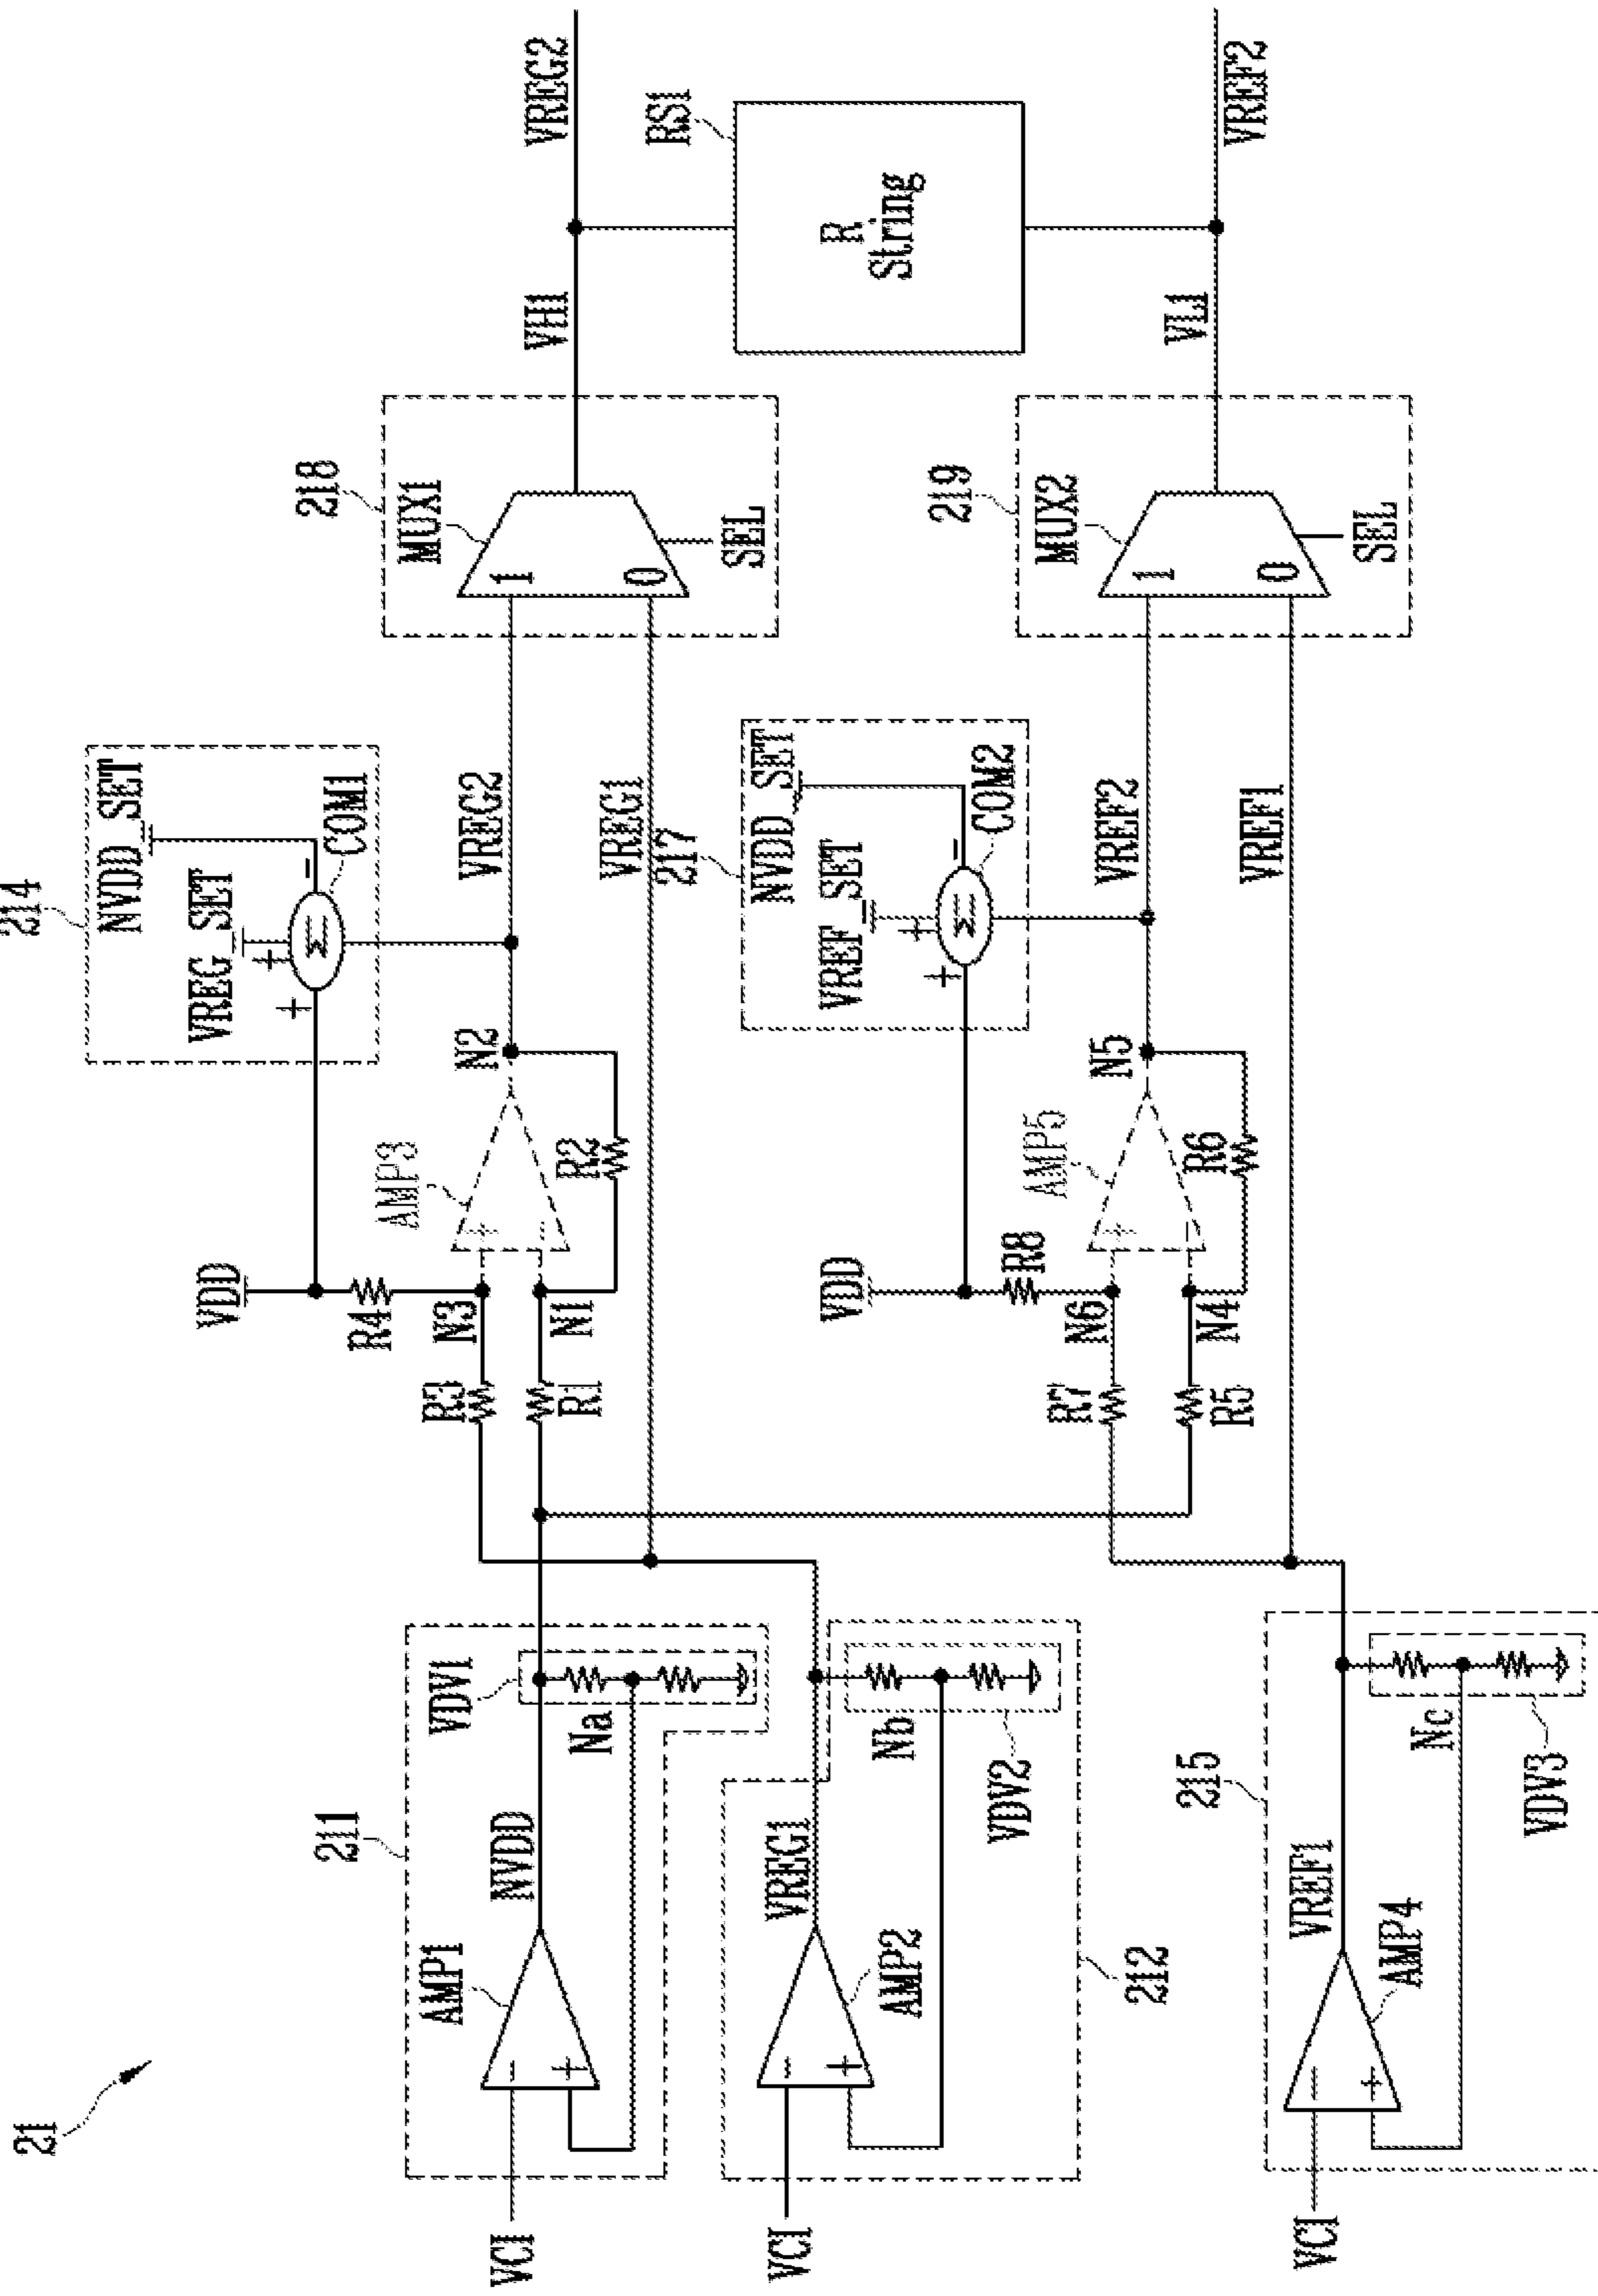 21
211
AMP1
VCI
-
+
NVDD
VDV1
Na
212
AMP2
VCI
-
+
VREG1
VDV2
Nb
215
AMP4
VCI
-
+
VREF1
VDV3
Nc
R3
R1
N3
N1
R4
VDD
AMP3
+
-
R2
N2
214
NVDD_SET
VREG_SET
+
+
-
Σ
COM1
VREG2
VREG1
R7
R5
N6
N4
R8
VDD
AMP5
+
-
R6
N5
217
NVDD_SET
VREF_SET
+
+
-
Σ
COM2
VREF2
VREF1
218
MUX1
1
0
SEL
219
MUX2
1
0
SEL
VH1
VL1
RS1
R
String
VREG2
VREF2